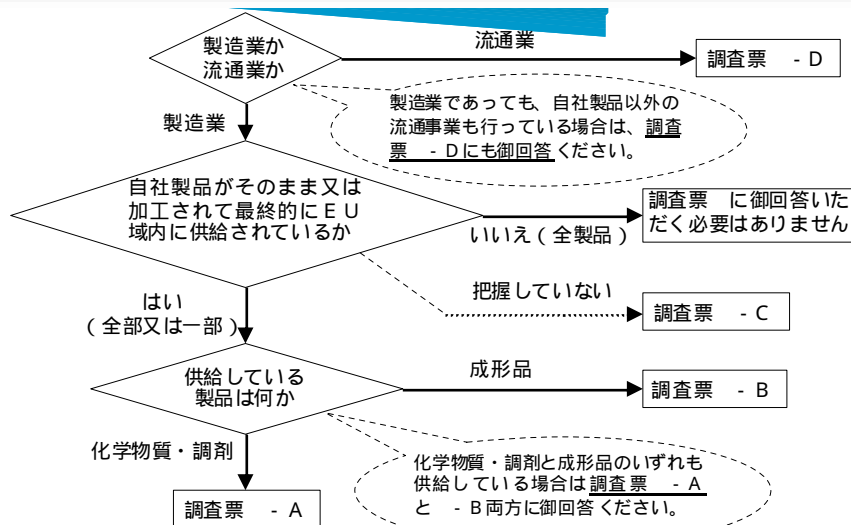 製造業か
流通業か
流通業
調査票　-D
製造業であっても、自社製品以外の
流通事業も行っている場合は、調査
票　-Dにも御回答ください。
製造業
自社製品がそのまま又は
加工されて最終的にＥＵ
域内に供給されているか
いいえ（全製品）
調査票　に御回答いた
だく必要はありません
把握していない
調査票　-C
はい
（全部又は一部）
供給している
製品は何か
成形品
調査票　-B
化学物質・調剤
化学物質・調剤と成形品のいずれも
供給している場合は調査票　-A
と　-B両方に御回答ください。
調査票　-A